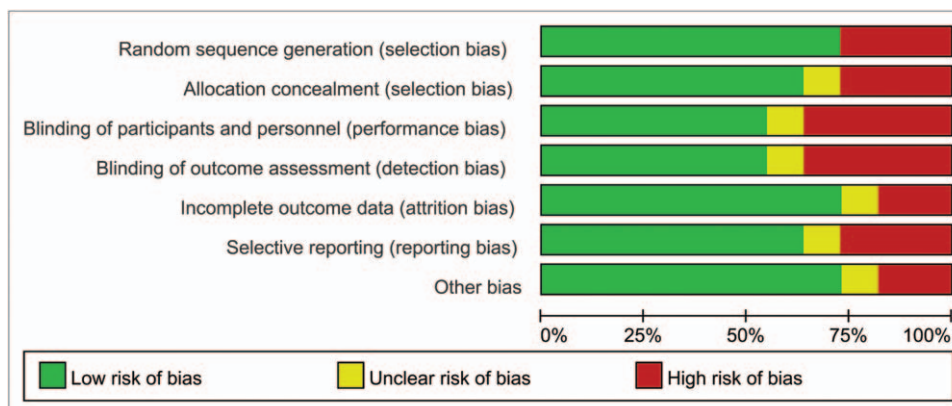 Random sequence generation (selection bias)
Allocation concealment (selection bias)
Blinding of participants and personnel (performance bias)
Blinding of outcome assessment (detection bias)
Incomplete outcome data (attrition bias)
Selective reporting (reporting bias)
Other bias
0% 25% 50% 75% 100%
Low risk of bias Unclear risk of bias High risk of bias